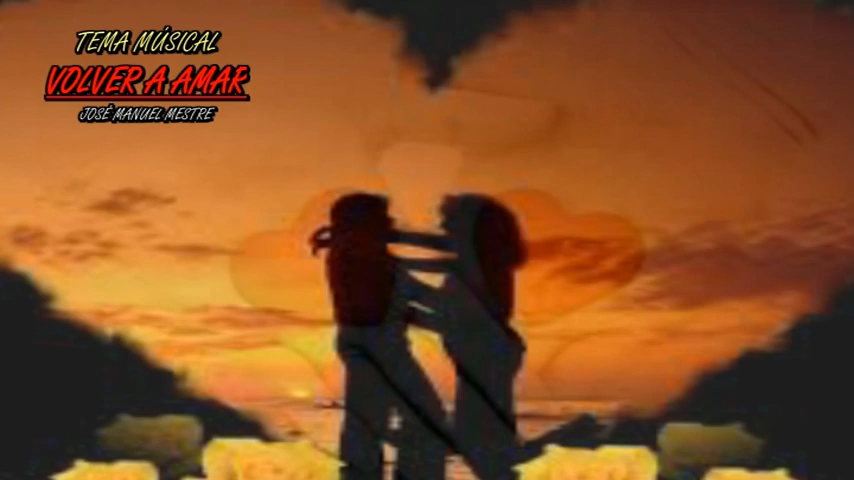 TEMA MÚSICAL
VOLVER A AMAR
JOSÉ MANUEL MESTRE